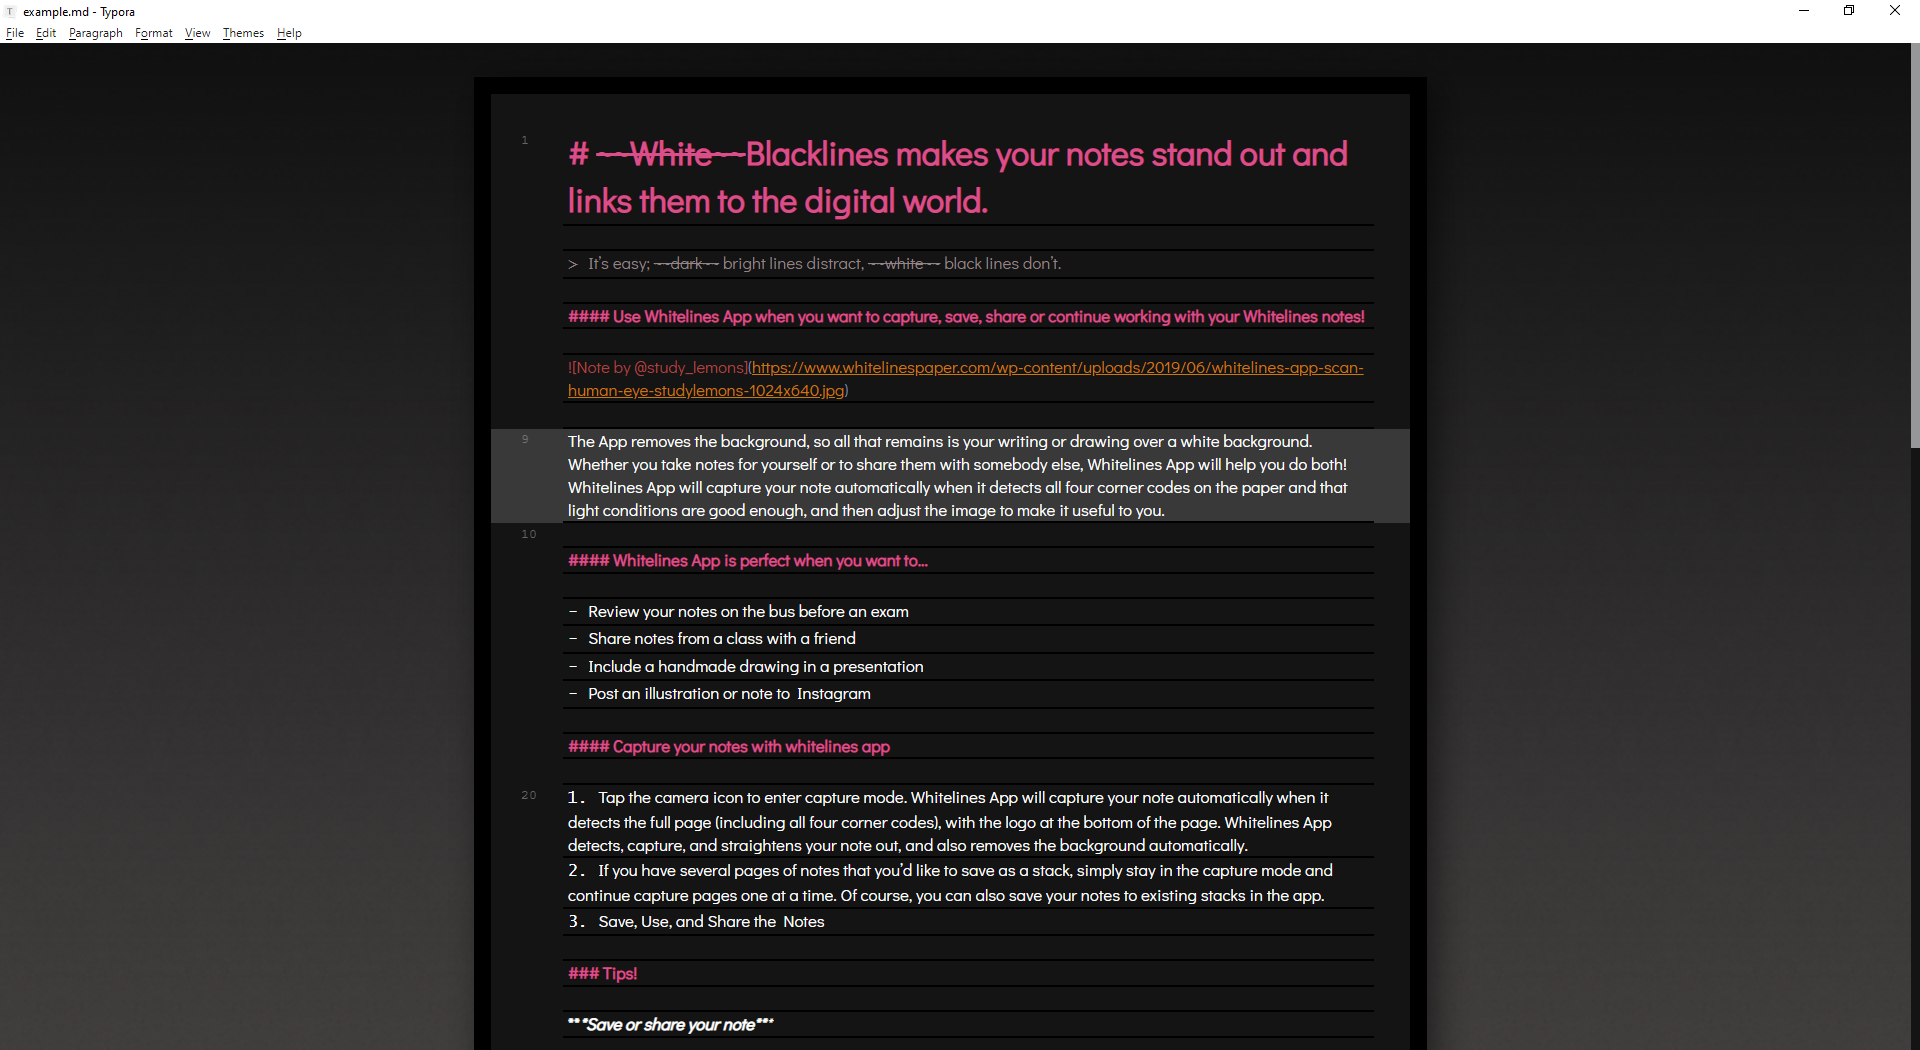 example.md - Typora
File Edit Paragraph Format View Themes Help
1
# ~~White~~Blacklines makes your notes stand out and
links them to the digital world.
> It's easy; ~~dark~~ bright lines distract, ~~white~~ black lines don't.
#### Use Whitelines App when you want to capture, save, share or continue working with your Whitelines notes!
![Note by @study_lemons](https://www.whitelinespaper.com/wp-content/uploads/2019/06/whitelines-app-scan-
human-eye-studylemons-1024x640.jpg)
9
The App removes the background, so all that remains is your writing or drawing over a white background.
Whether you take notes for yourself or to share them with somebody else, Whitelines App will help you do both!
Whitelines App will capture your note automatically when it detects all four corner codes on the paper and that
light conditions are good enough, and then adjust the image to make it useful to you.
10
#### Whitelines App is perfect when you want to...
- Review your notes on the bus before an exam
- Share notes from a class with a friend
- Include a handmade drawing in a presentation
- Post an illustration or note to Instagram
#### Capture your notes with whitelines app
20
1. Tap the camera icon to enter capture mode. Whitelines App will capture your note automatically when it
detects the full page (including all four corner codes), with the logo at the bottom of the page. Whitelines App
detects, capture, and straightens your note out, and also removes the background automatically.
2. If you have several pages of notes that you'd like to save as a stack, simply stay in the capture mode and
continue capture pages one at a time. Of course, you can also save your notes to existing stacks in the app.
3. Save, Use, and Share the Notes
### Tips!
***Save or share your note***